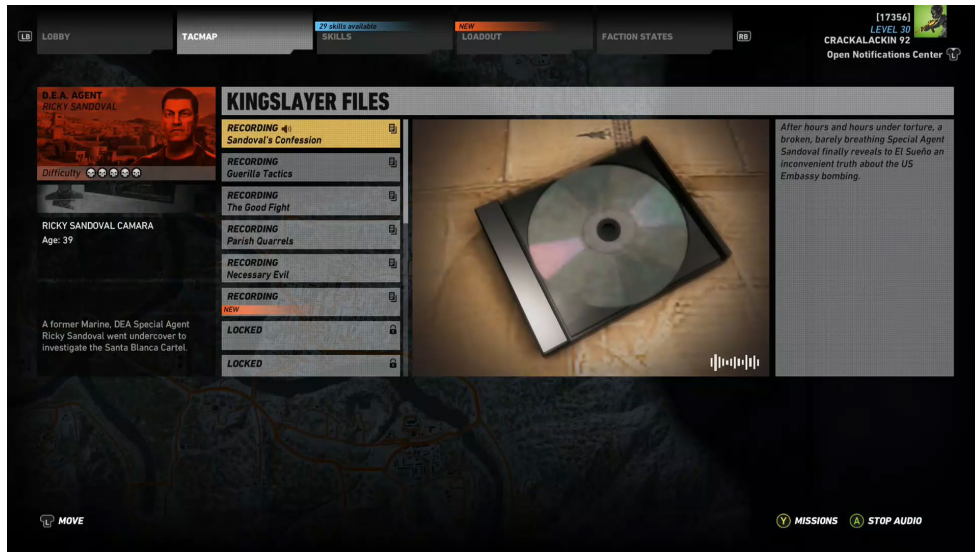 [17356]
29 skills available
NEW
LEVEL 30
LB LOBBY TACMAP SKILLS LOADOUT FACTION STATES RB
CRACKALACKIN 92
Open Notifications Center L
D.E.A. AGENT
RICKY SANDOVAL
Difficulty
RICKY SANDOVAL CAMARA
Age: 39
A former Marine, DEA Special Agent
Ricky Sandoval went undercover to
investigate the Santa Blanca Cartel.
KINGSLAYER FILES
RECORDING
Sandoval's Confession
RECORDING
Guerilla Tactics
RECORDING
The Good Fight
RECORDING
Parish Quarrels
RECORDING
Necessary Evil
RECORDING
NEW
LOCKED
LOCKED
After hours and hours under torture, a
broken, barely breathing Special Agent
Sandoval finally reveals to El Sueño an
inconvenient truth about the US
Embassy bombing.
L MOVE
Y MISSIONS A STOP AUDIO